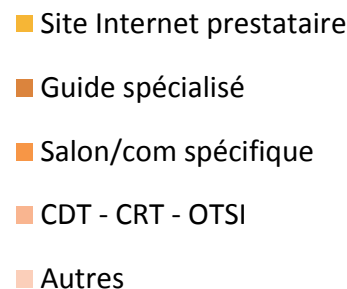 Site Internet prestataire
Guide spécialisé
Salon/com spécifique
CDT - CRT - OTSI
Autres